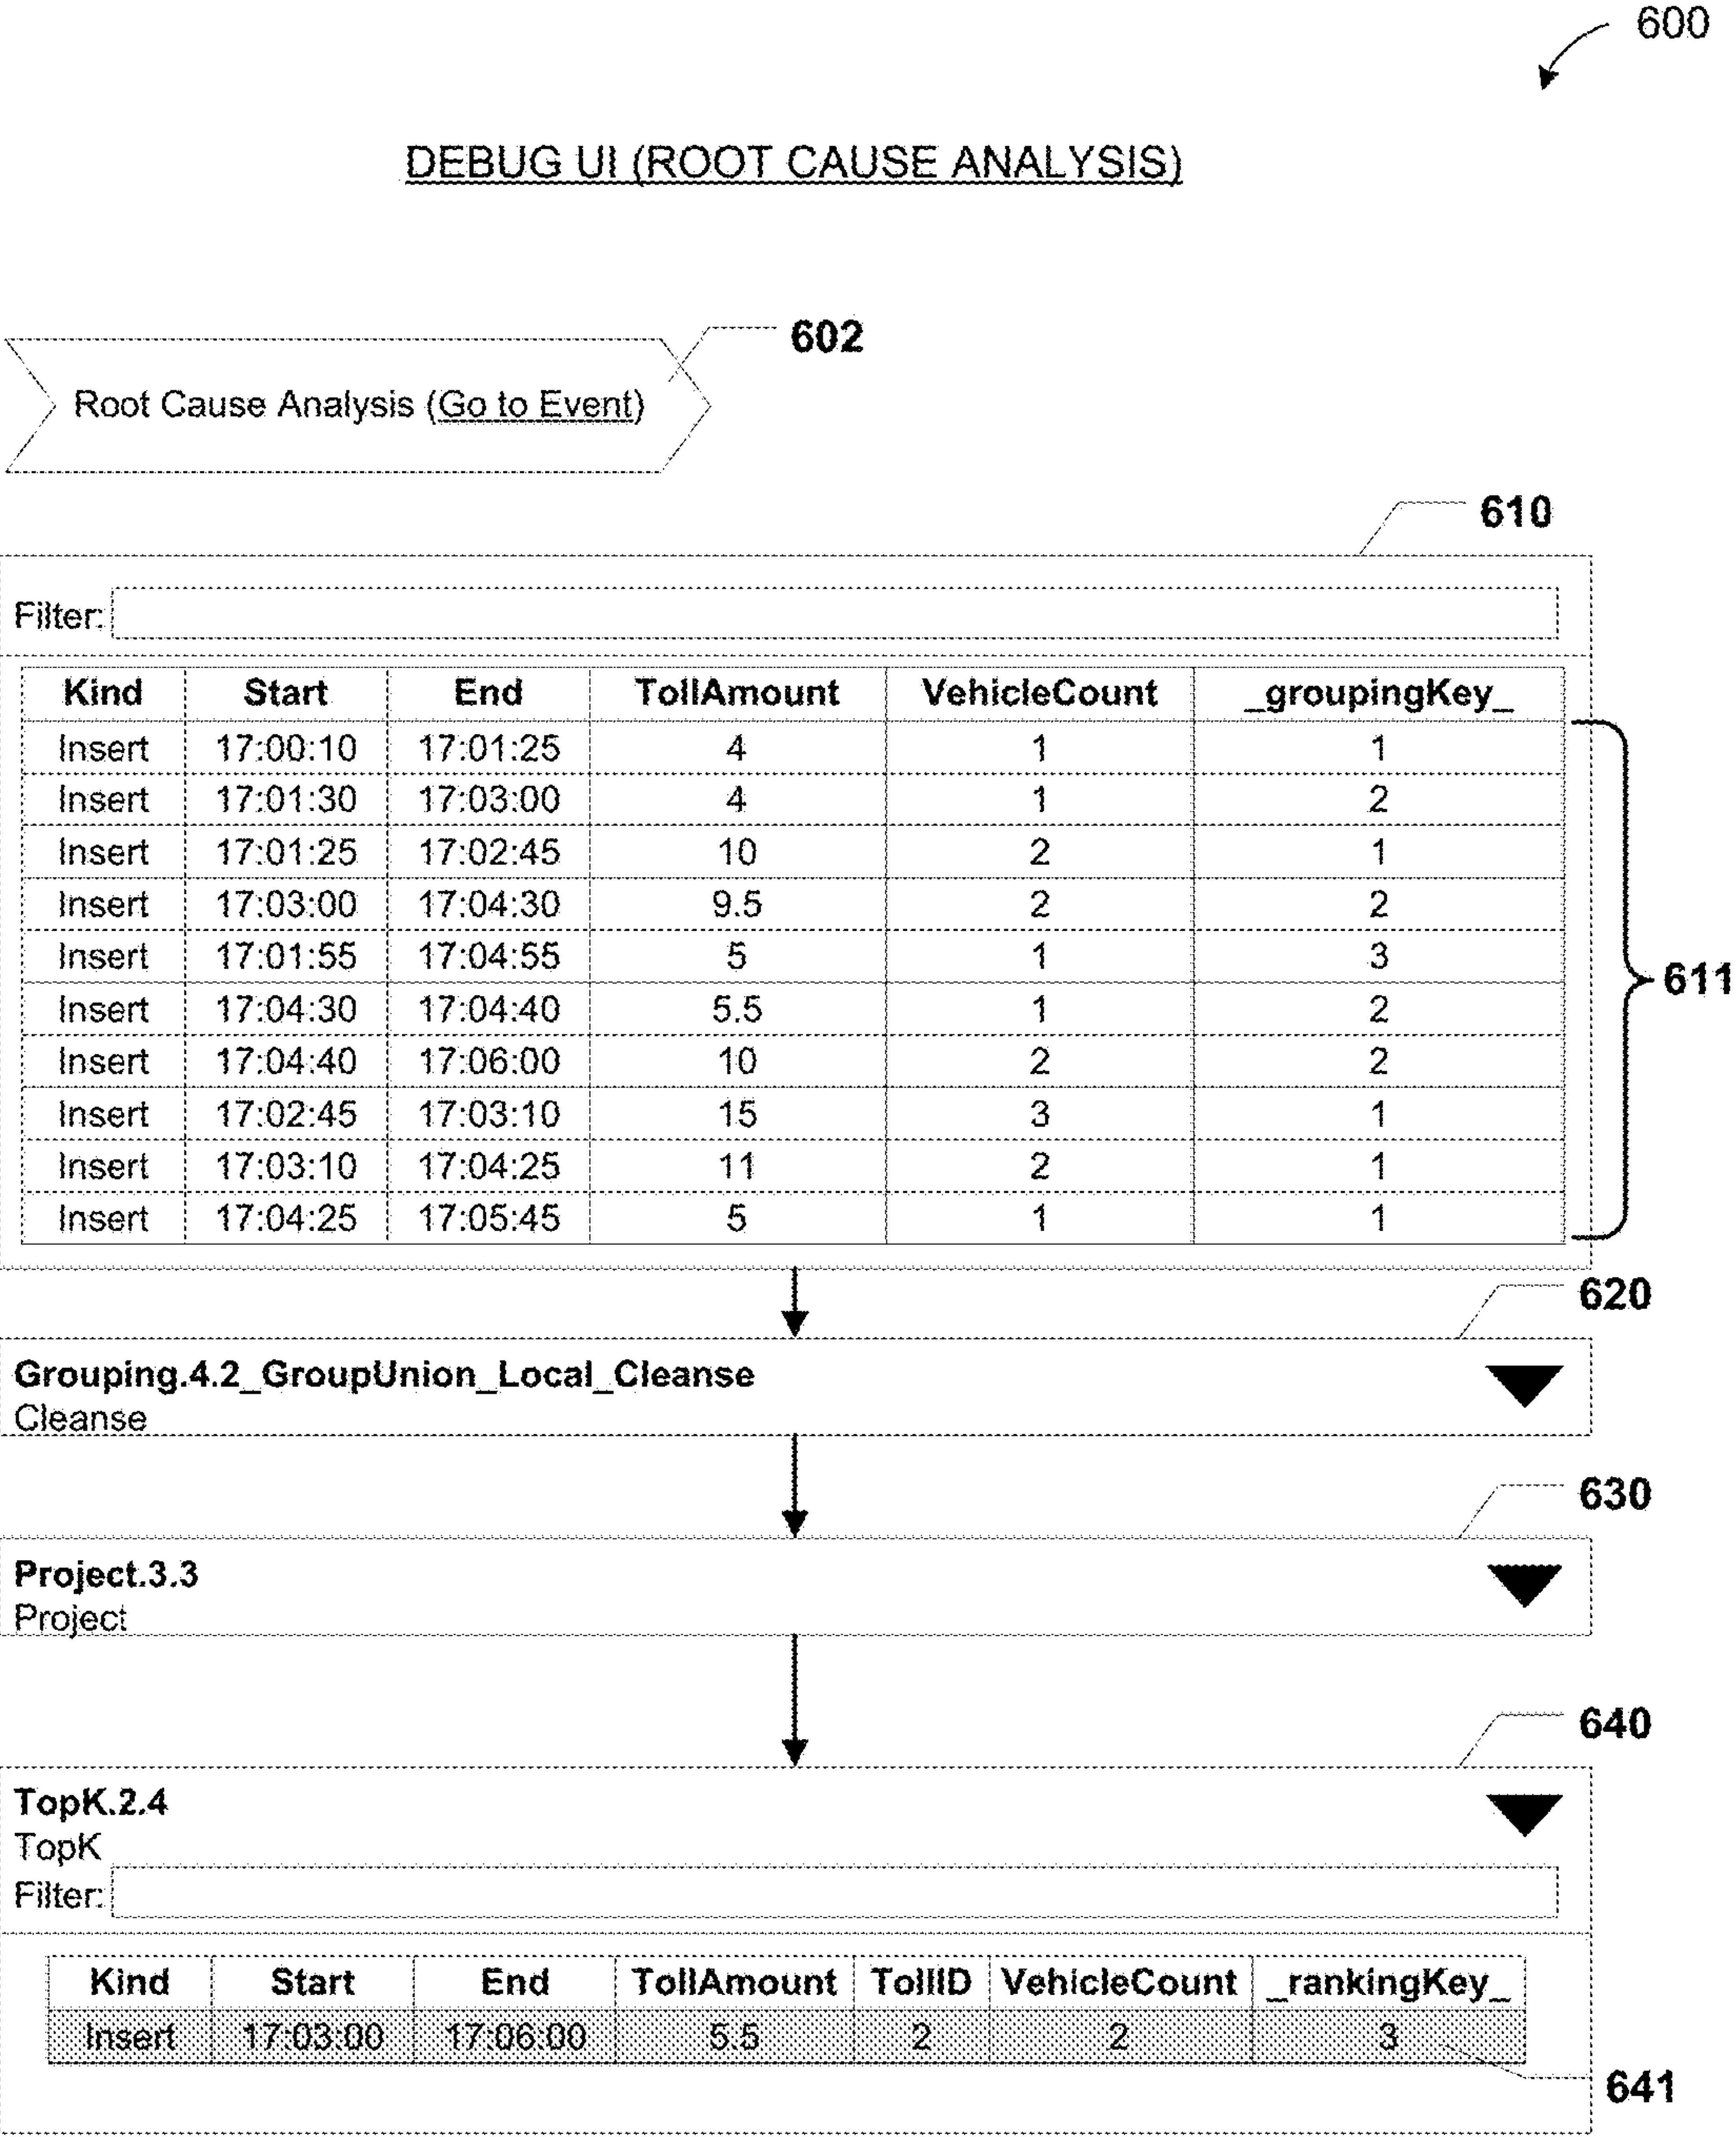 600
DEBUG UI (ROOT CAUSE ANALYSIS)
602
Root Cause Analysis (Go to Event)
610
Filter:
Kind Start End TollAmount VehicleCount _groupingKey_
Insert 17:00:10 17:01:25 4 1 1
Insert 17:01:30 17:03:00 4 1 2
Insert 17:01:25 17:02:45 10 2 1
Insert 17:03:00 17:04:30 9.5 2 2
Insert 17:01:55 17:04:55 5 1 3
611
Insert 17:04:30 17:04:40 5.5 1 2
Insert 17:04:40 17:06:00 10 2 2
Insert 17:02:45 17:03:10 15 3 1
Insert 17:03:10 17:04:25 11 2 1
Insert 17:04:25 17:05:45 5 1 1
620
Grouping.4.2_GroupUnion_Local_Cleanse
Cleanse
630
Project.3.3
Project
640
TopK.2.4
TopK
Filter:
Kind Start End TollAmount TollID VehicleCount _rankingKey_
Insert 17:03:00 17:06:00 5.5 2 2 3
641